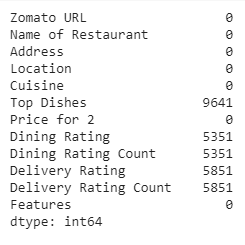 Zomato URL 0
Name of Restaurant 0
Address 0
Location 0
Cuisine 0
Top Dishes 9641
Price for 2 0
Dining Rating 5351
Dining Rating Count 5351
Delivery Rating 5851
Delivery Rating Count 5851
Features 0
dtype: int64